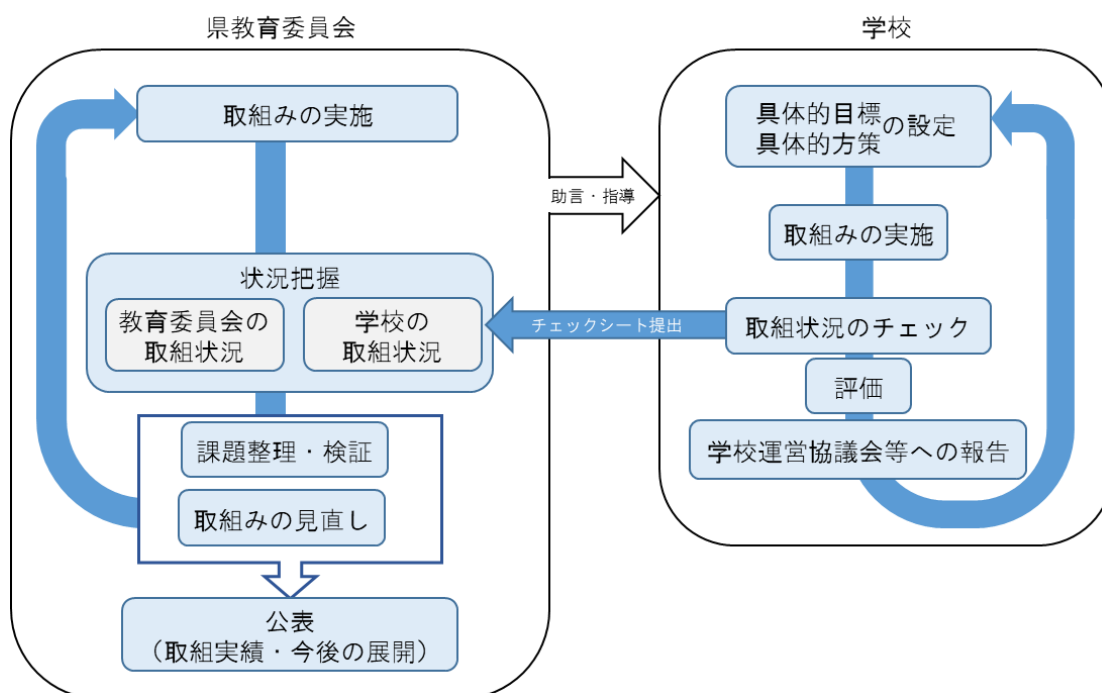 県教育委員会
取組みの実施
状況把握
教育委員会の
取組状況
学校の
取組状況
課題整理・検証
取組みの見直し
公表
（取組実績・今後の展開）
助言・指導
チェックシート提出
学校
具体的目標
具体的方策
の設定
取組みの実施
取組状況のチェック
評価
学校運営協議会等への報告